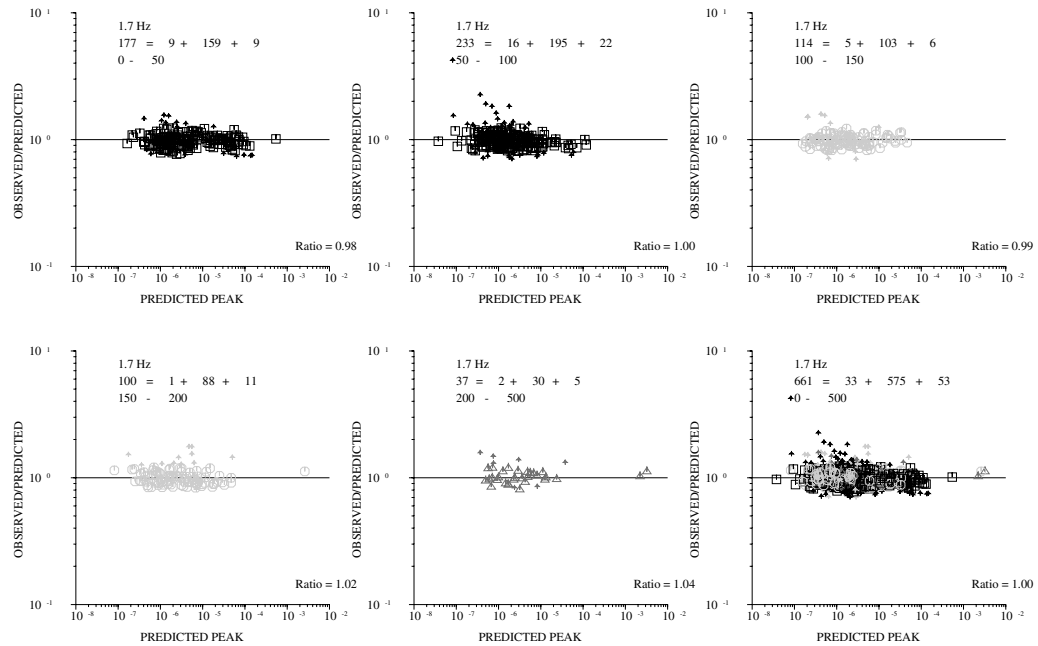 1.7 Hz
177 = 9 + 159 + 9
0 - 50
10 1
10 0
10 -1
OBSERVED/PREDICTED
Ratio = 0.98
10 -8 10 -7 10 -6 10 -5 10 -4 10 -3 10 -2
PREDICTED PEAK
1.7 Hz
233 = 16 + 195 + 22
50 - 100
10 1
10 0
10 -1
OBSERVED/PREDICTED
Ratio = 1.00
10 -8 10 -7 10 -6 10 -5 10 -4 10 -3 10 -2
PREDICTED PEAK
1.7 Hz
114 = 5 + 103 + 6
100 - 150
10 1
10 0
10 -1
OBSERVED/PREDICTED
Ratio = 0.99
10 -8 10 -7 10 -6 10 -5 10 -4 10 -3 10 -2
PREDICTED PEAK
1.7 Hz
100 = 1 + 88 + 11
150 - 200
10 1
10 0
10 -1
OBSERVED/PREDICTED
Ratio = 1.02
10 -8 10 -7 10 -6 10 -5 10 -4 10 -3 10 -2
PREDICTED PEAK
1.7 Hz
37 = 2 + 30 + 5
200 - 500
10 1
10 0
10 -1
OBSERVED/PREDICTED
Ratio = 1.04
10 -8 10 -7 10 -6 10 -5 10 -4 10 -3 10 -2
PREDICTED PEAK
1.7 Hz
661 = 33 + 575 + 53
0 - 500
10 1
10 0
10 -1
OBSERVED/PREDICTED
Ratio = 1.00
10 -8 10 -7 10 -6 10 -5 10 -4 10 -3 10 -2
PREDICTED PEAK